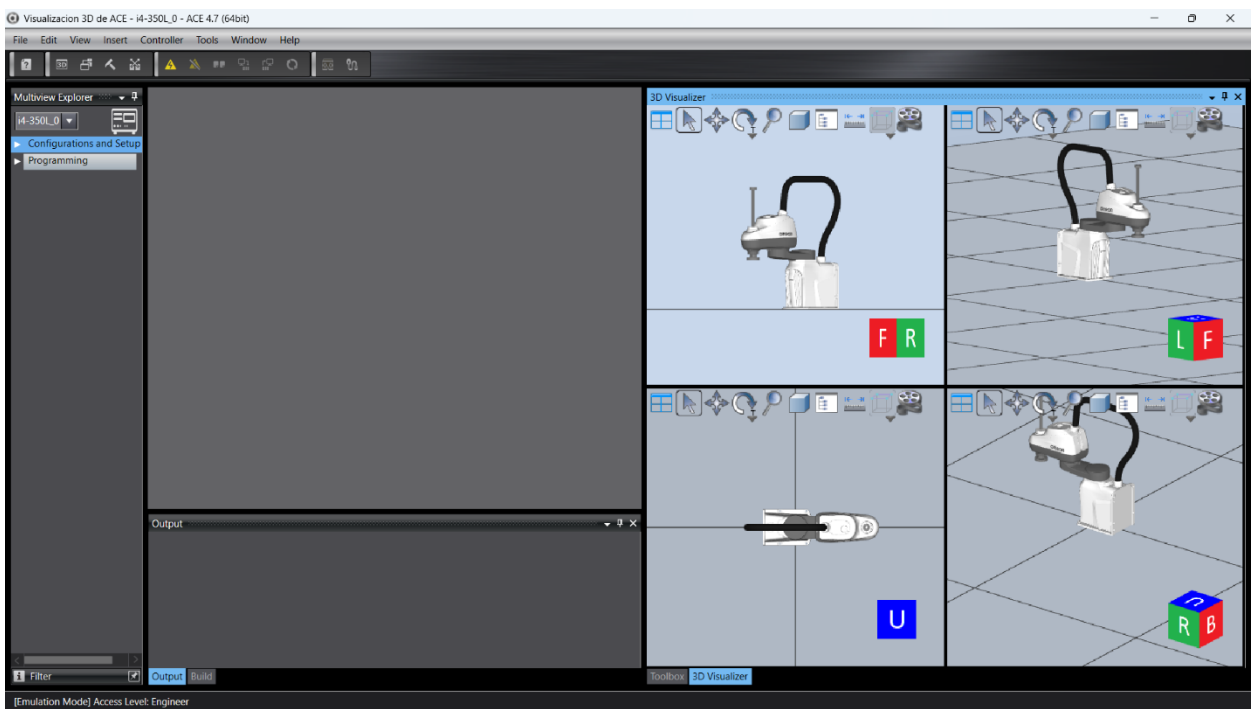 Visualizacion 3D de ACE - i4-350L_0 - ACE 4.7 (64bit)
File Edit View Insert Controller Tools Window Help
3D
Multiview Explorer
i4-350L_0
Configurations and Setup
Programming
3D Visualizer
F R
L F
U
U
R B
Output
Filter
Output Build
Toolbox 3D Visualizer
[Emulation Mode] Access Level: Engineer